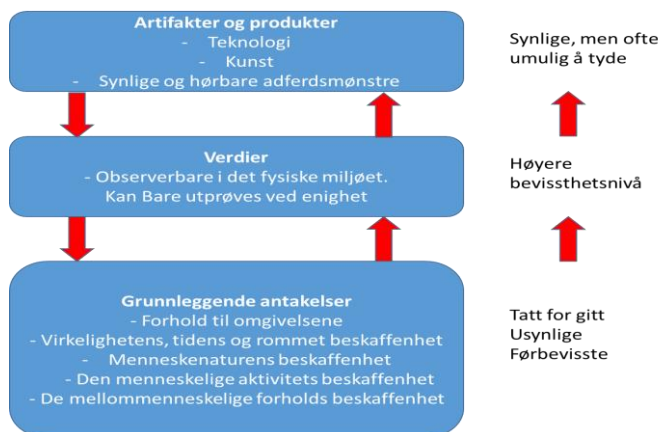 Artifakter og produkter
- Teknologi
- Kunst
- Synlige og hørbare adferdsmønstre
Synlige, men ofte
umulig å tyde
Verdier
- Observerbare i det fysiske miljøet.
Kan Bare utprøves ved enighet
Høyere
bevissthetsnivå
Grunnleggende antakelser
- Forhold til omgivelsene
- Virkelighetens, tidens og rommet beskaffenhet
- Menneskenaturens beskaffenhet
- Den menneskelige aktivitets beskaffenhet
- De mellommenneskelige forholds beskaffenhet
Tatt for gitt
Usynlige
Førbevisste